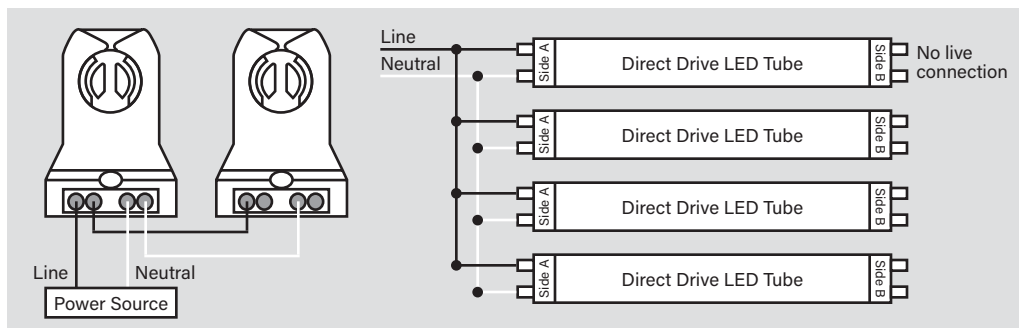 Line
Neutral
Power Source
Line
Neutral
Side A
Direct Drive LED Tube
Side B
No live
connection
Side A
Direct Drive LED Tube
Side B
Side A
Direct Drive LED Tube
Side B
Side A
Direct Drive LED Tube
Side B